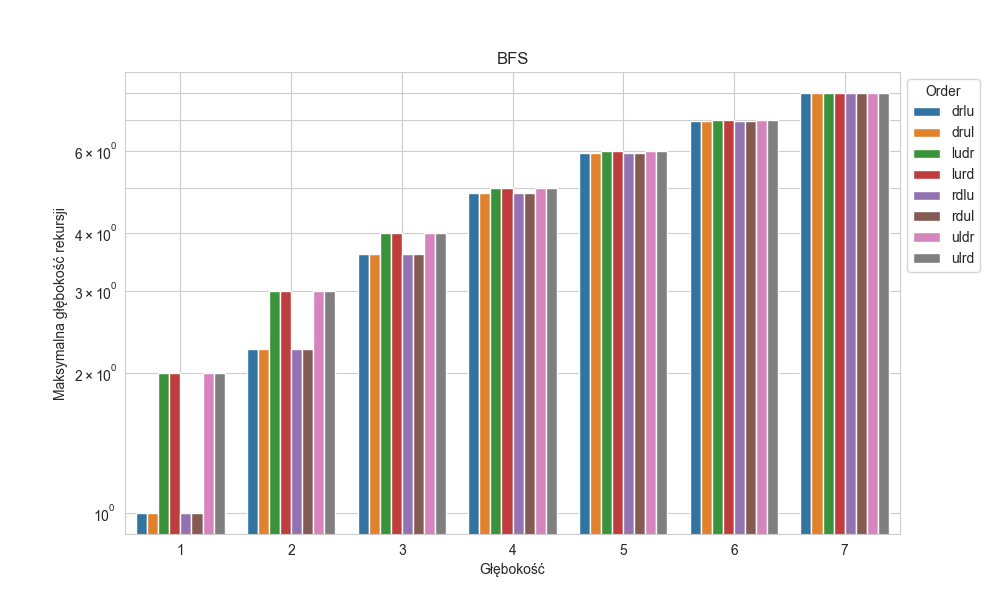 BFS
Maksymalna głębokość rekursji
6 × 10⁰
4 × 10⁰
3 × 10⁰
2 × 10⁰
10⁰
1 2 3 4 5 6 7
Głębokość
Order
drlu
drul
ludr
lurd
rdlu
rdul
uldr
ulrd